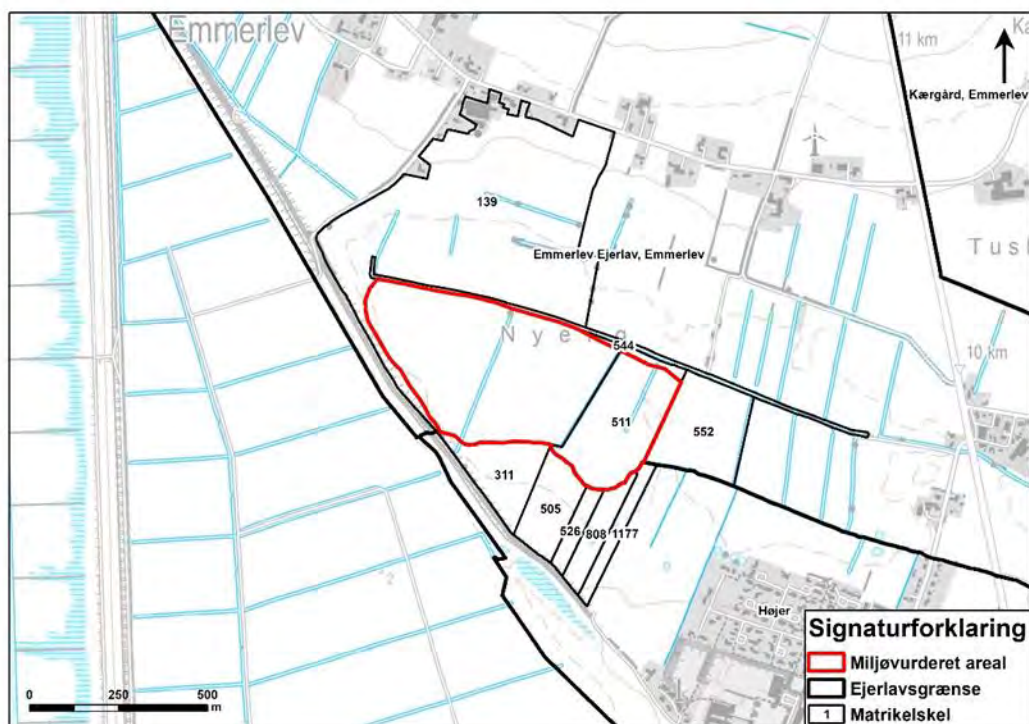 Emmerlev
11 km
Kærgård, Emmerlev
139
Emmerlev Ejerlav, Emmerlev
544
10 km
511
552
311
505
526
808
1177
Højer
Signaturforklaring
Miljøvurderet areal
Ejerlavsgrænse
1 Matrikelskel
0 250 500
m